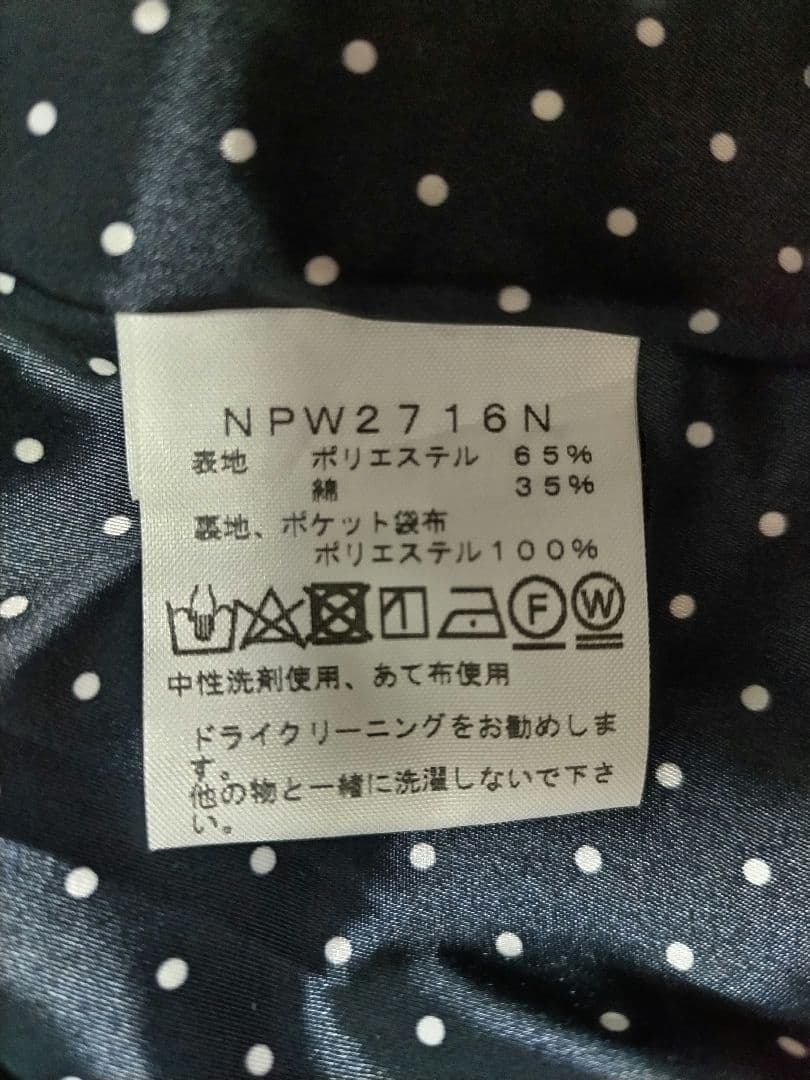 NPW2716N
表地 ポリエステル 65%
綿 35%
裏地、ポケット袋布
ポリエステル100%
F W
中性洗剤使用、あて布使用
ドライクリーニングをお勧めしま
す。
他の物と一緒に洗濯しないで下さ
い。